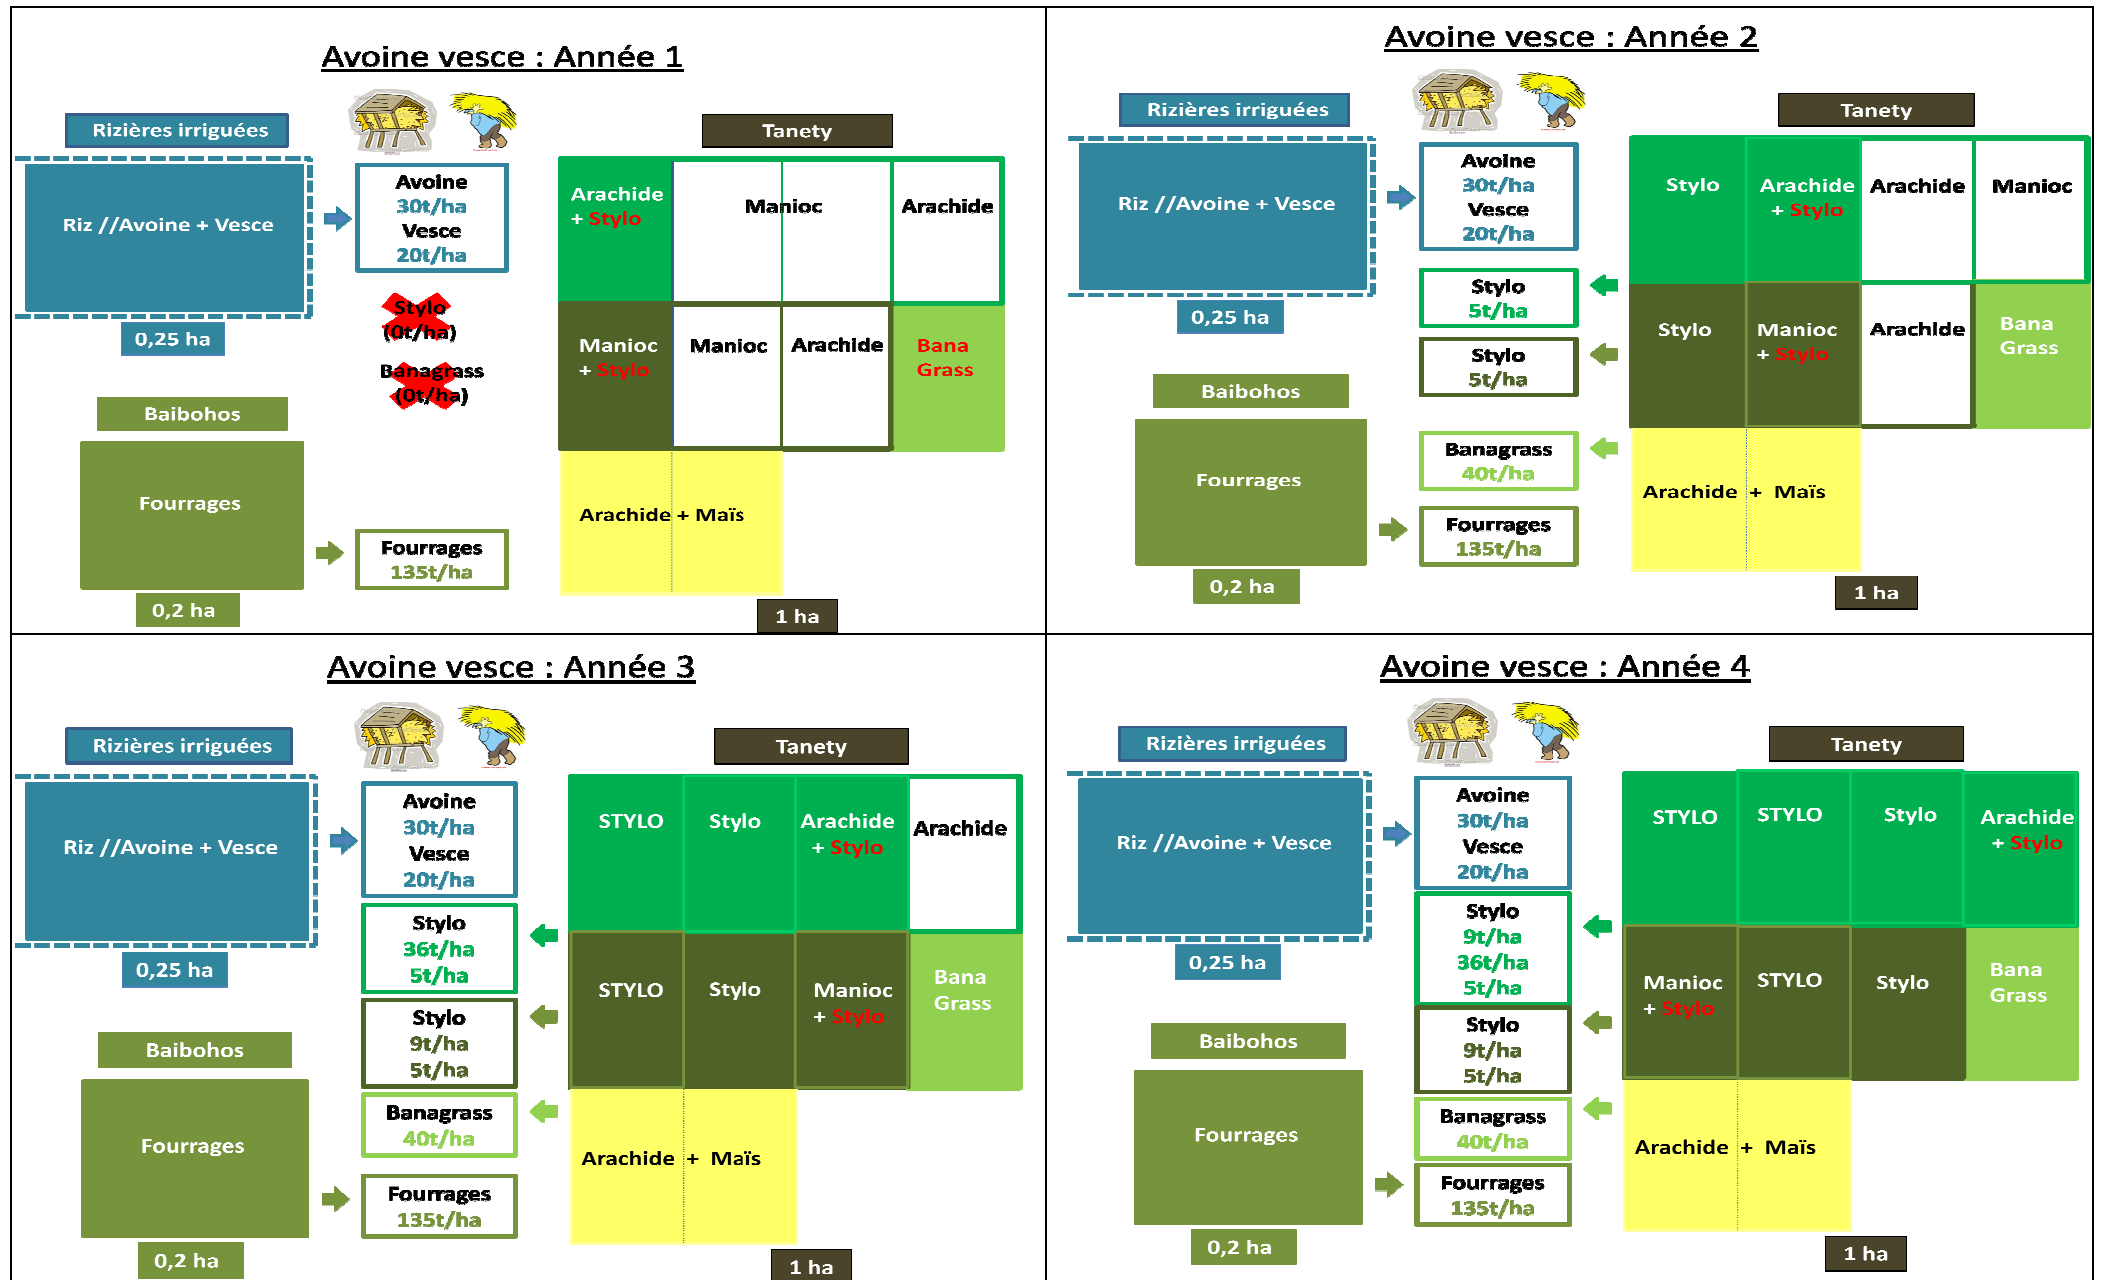 Avoine vesce : Année 1
Rizières irriguées
Tanety
Riz //Avoine + Vesce
0,25 ha
Avoine
30t/ha
Vesce
20t/ha
Stylo
(0t/ha)
Banagrass
(0t/ha)
Baibohos
Fourrages
0,2 ha
Fourrages
135t/ha
Arachide
+ Stylo
Manioc
Arachide
Manioc
+ Stylo
Manioc
Arachide
Bana
Grass
Arachide + Maïs
1 ha
Avoine vesce : Année 2
Rizières irriguées
Tanety
Riz //Avoine + Vesce
0,25 ha
Avoine
30t/ha
Vesce
20t/ha
Stylo
5t/ha
Stylo
5t/ha
Banagrass
40t/ha
Baibohos
Fourrages
0,2 ha
Fourrages
135t/ha
Stylo
Arachide
+ Stylo
Arachide
Manioc
Stylo
Manioc
+ Stylo
Arachide
Bana
Grass
Arachide + Maïs
1 ha
Avoine vesce : Année 3
Rizières irriguées
Tanety
Riz //Avoine + Vesce
0,25 ha
Avoine
30t/ha
Vesce
20t/ha
Stylo
36t/ha
5t/ha
Stylo
9t/ha
5t/ha
Banagrass
40t/ha
Baibohos
Fourrages
0,2 ha
Fourrages
135t/ha
STYLO
Stylo
Arachide
+ Stylo
Arachide
STYLO
Stylo
Manioc
+ Stylo
Bana
Grass
Arachide + Maïs
1 ha
Avoine vesce : Année 4
Rizières irriguées
Tanety
Riz //Avoine + Vesce
0,25 ha
Avoine
30t/ha
Vesce
20t/ha
Stylo
9t/ha
36t/ha
5t/ha
Stylo
9t/ha
5t/ha
Banagrass
40t/ha
Baibohos
Fourrages
0,2 ha
Fourrages
135t/ha
STYLO
STYLO
Stylo
Arachide
+ Stylo
Manioc
+ Stylo
STYLO
Stylo
Bana
Grass
Arachide + Maïs
1 ha